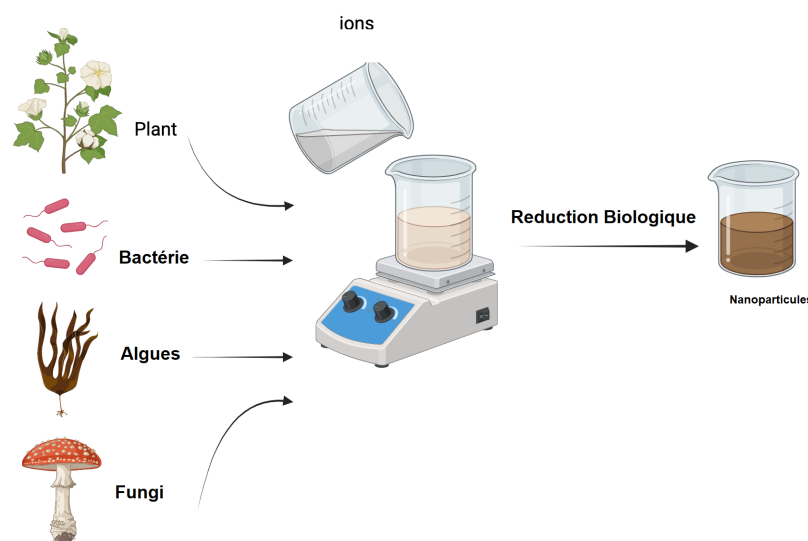 ions
Plant
Bactérie
Algues
Fungi
Reduction Biologique
Nanoparticules